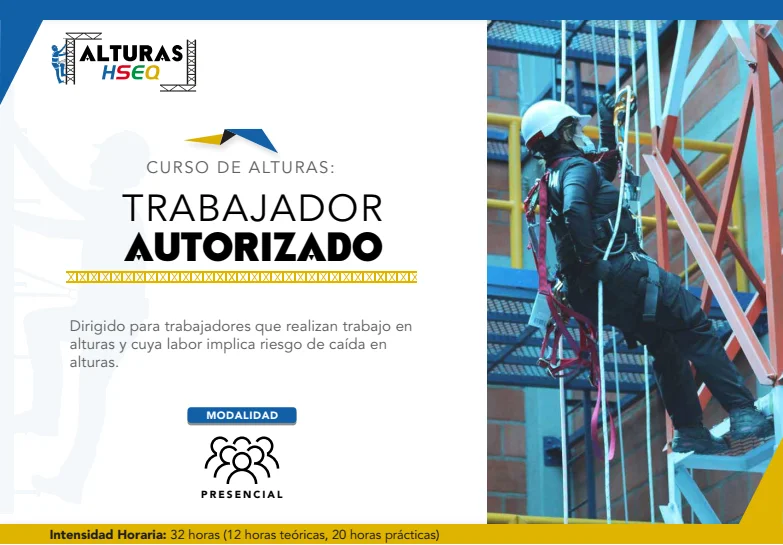 ALTURAS
HSEQ
CURSO DE ALTURAS:
TRABAJADOR
AUTORIZADO
Dirigido para trabajadores que realizan trabajo en
alturas y cuya labor implica riesgo de caída en
alturas.
MODALIDAD
PRESENCIAL
Intensidad Horaria: 32 horas (12 horas teóricas, 20 horas prácticas)